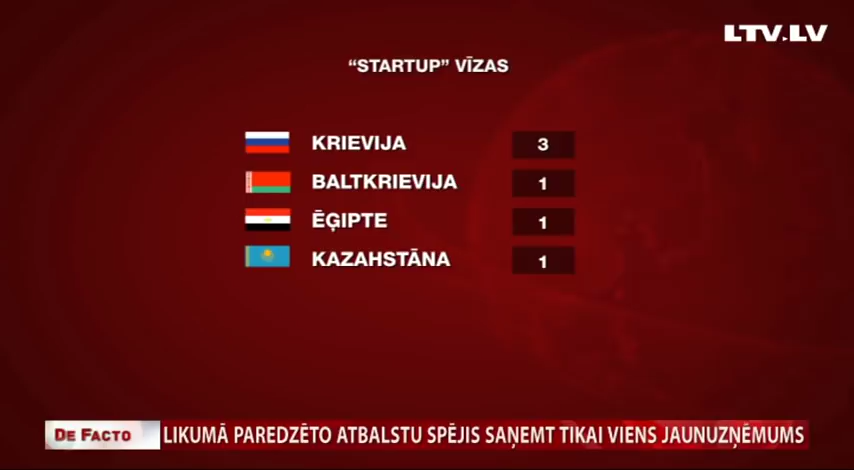 LTV.LV
“STARTUP” VĪZAS
KRIEVIJA 3
BALTKRIEVIJA 1
ĒĢIPTE 1
KAZAHSTĀNA 1
DE FACTO LIKUMĀ PAREDZĒTO ATBALSTU SPĒJIS SAŅEMT TIKAI VIENS JAUNUZŅĒMUMS